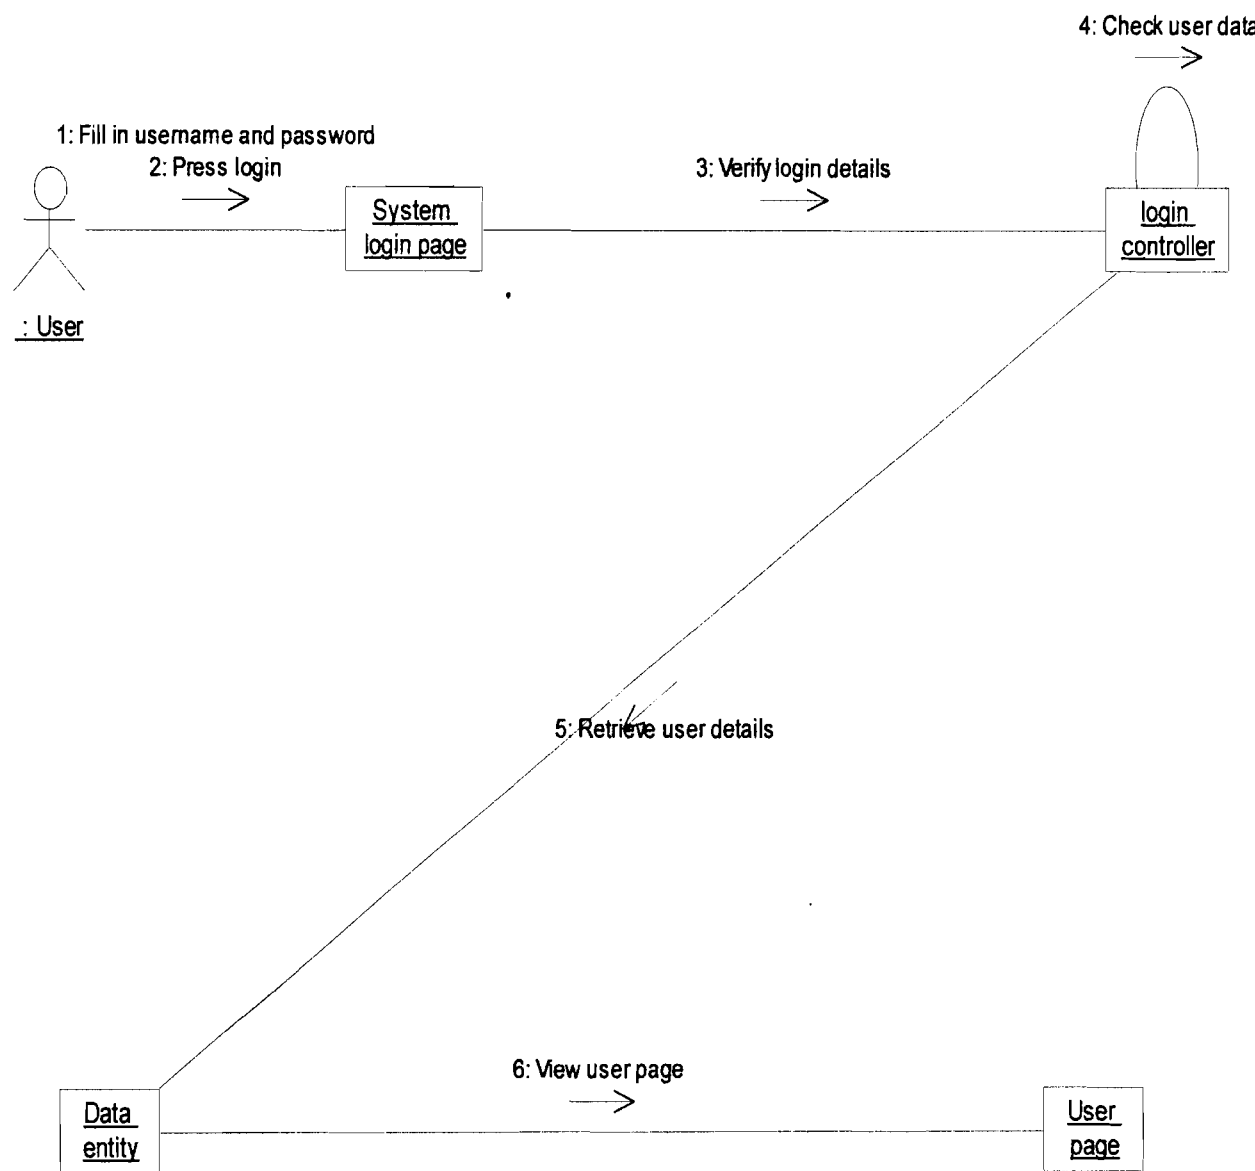 4: Check user data
1: Fill in username and password
2: Press login
3: Verify login details
System
login page
login
controller
: User
5: Retrieve user details
6: View user page
Data
entity
User
page